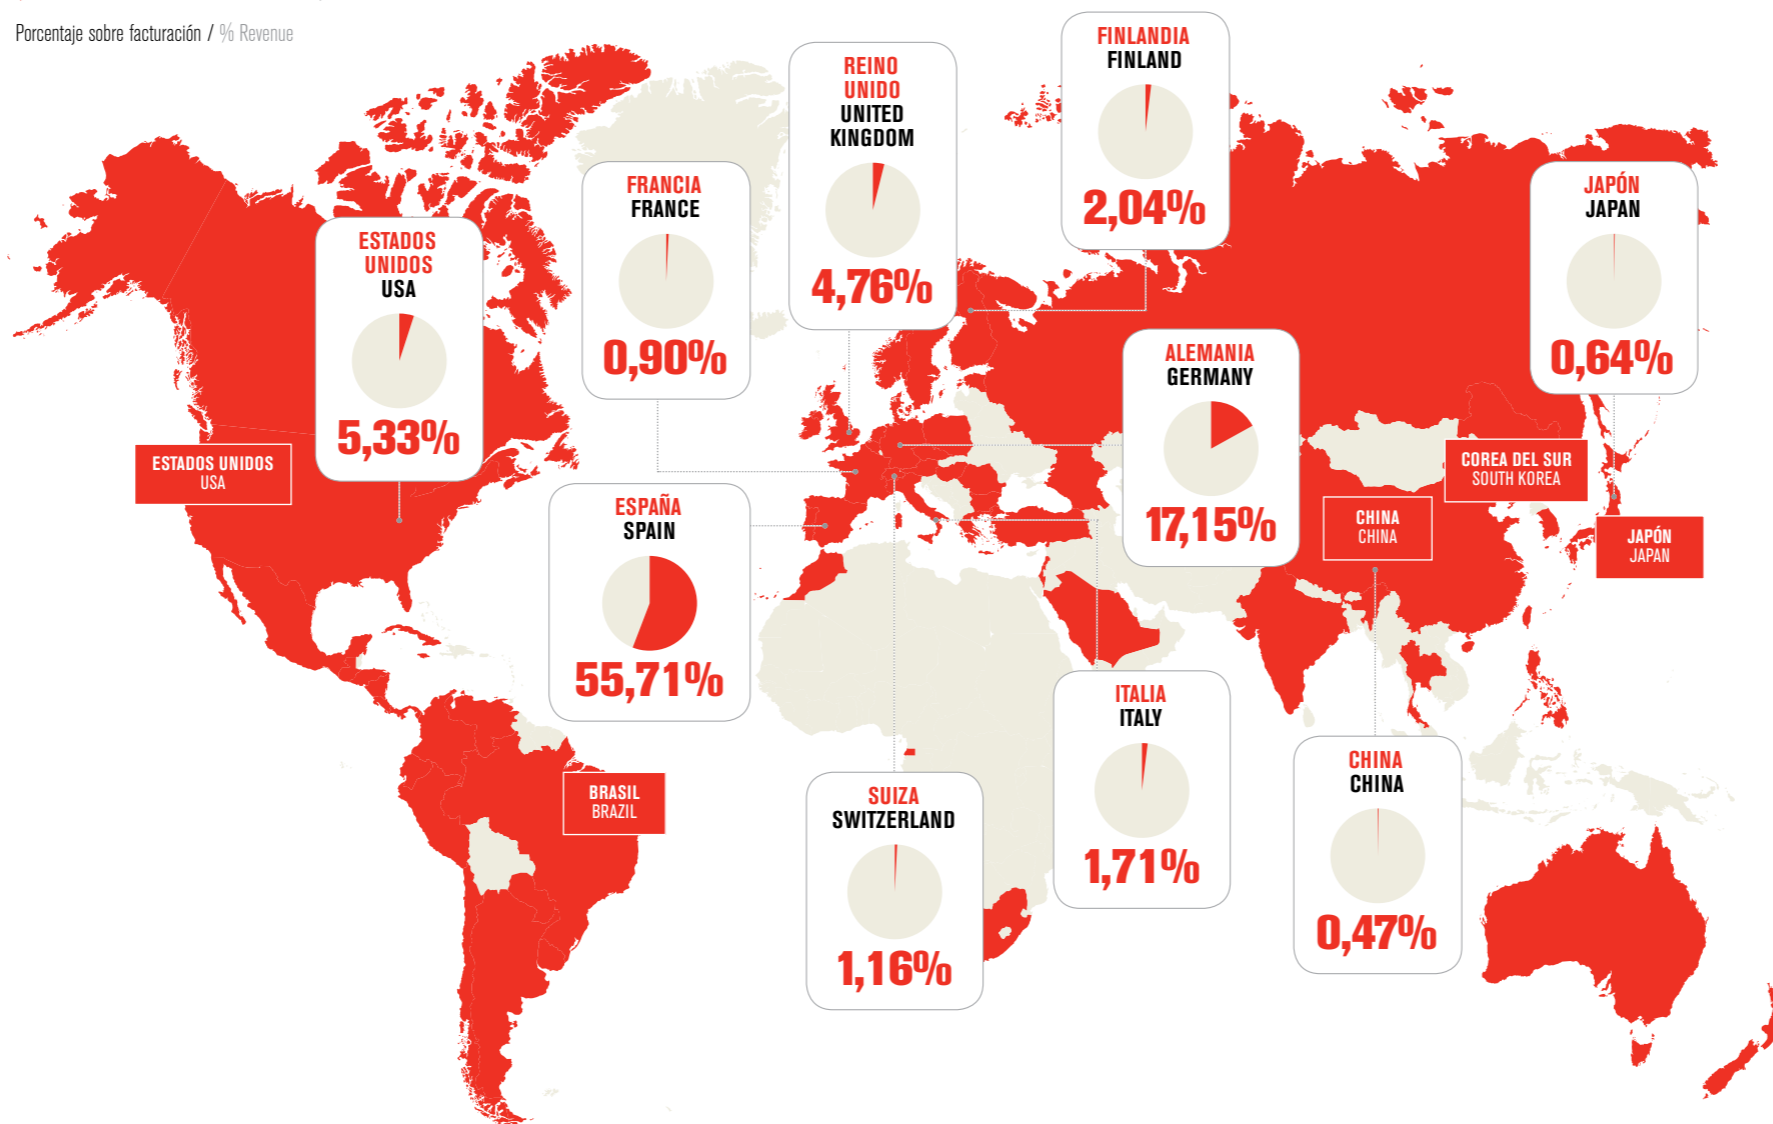 Porcentaje sobre facturación / % Revenue
FINLANDIA
FINLAND
2,04%
REINO
UNIDO
UNITED
KINGDOM
4,76%
FRANCIA
FRANCE
0,90%
JAPÓN
JAPAN
0,64%
ESTADOS
UNIDOS
USA
5,33%
ALEMANIA
GERMANY
17,15%
ESTADOS UNIDOS
USA
COREA DEL SUR
SOUTH KOREA
ESPAÑA
SPAIN
55,71%
CHINA
CHINA
JAPÓN
JAPAN
ITALIA
ITALY
1,71%
BRASIL
BRAZIL
SUIZA
SWITZERLAND
1,16%
CHINA
CHINA
0,47%